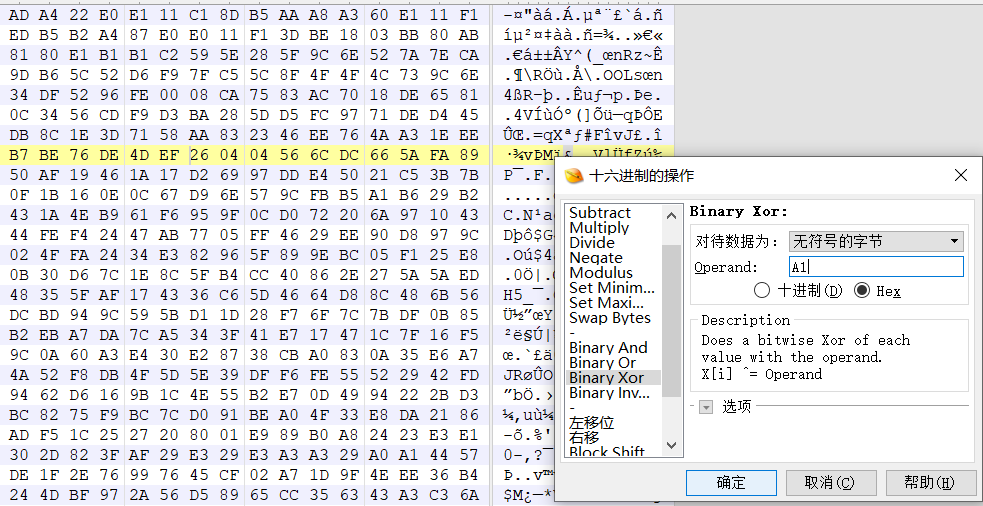 AD A4 22 E0 E1 11 C1 8D B5 AA A8 A3 60 E1 11 F1
ED B5 B2 A4 87 E0 E0 11 F1 3D BE 18 03 BB 80 AB
81 80 E1 B1 B1 C2 59 5E 28 5F 9C 6E 52 7A 7E CA
9D B6 5C 52 D6 F9 7F C5 5C 8F 4F 4F 4C 73 9C 6E
34 DF 52 96 FE 00 08 CA 75 83 AC 70 18 DE 65 81
0C 34 56 CD F9 D3 BA 28 5D D5 FC 97 71 DE D4 45
DB 8C 1E 3D 71 58 AA 83 23 46 EE 76 4A A3 1E EE
B7 BE 76 DE 4D EF 26 04 04 56 6C DC 66 5A FA 89
50 AF 19 46 1A 17 D2 69 97 DD E4 50 21 C5 3B 7B
0F 1B 16 0E 0C 67 D9 6E 57 9C FB B5 A1 B6 29 B2
43 1A 4E B9 61 F6 95 9F 0C D0 72 20 6A 97 10 43
44 FE F4 24 47 AB 77 05 FF 46 29 EE 90 D8 97 9C
02 4F FA 24 34 E3 82 96 5F 89 9E BC 05 F1 25 E8
0B 30 D6 7C 1E 8C 5F B4 CC 40 86 2E 27 5A 5A ED
48 35 5F AF 17 43 36 C6 5D 46 64 D8 8C 48 6B 56
DC BD 94 9C 59 5B D1 1D 28 F7 6F 7C 7B DF 0B 85
B2 EB A7 DA 7C A5 34 3F 41 E7 17 47 1C 7F 16 F5
9C 0A 60 A3 E4 30 E2 87 38 CB A0 83 0A 35 E6 A7
4A 52 F8 DB 4F 5D 5E 39 DF F6 FE 55 52 29 42 FD
94 62 D6 16 9B 1C 4E 55 B2 E7 0D 49 94 22 2B D3
BC 82 75 F9 BC 7C D0 91 BE A0 4F 33 E8 DA 21 86
AD F5 1C 25 27 20 80 01 E9 89 B0 A8 24 23 E3 E1
30 2D 82 3F AF 29 E3 29 E3 A3 A3 29 A0 A1 44 57
DE 1F 2E 76 99 76 45 CF 02 A7 1D 9F 4E EE 36 B4
24 4D BF 97 2A 56 D5 89 65 CC 35 63 43 A3 C3 6A
-¤"àá.Á.µª¨£`á.ñ
íµ²¤‡àà.ñ=¾..»€«
.€á±±ÂY^(_œnRz~Ê
.¶\RÖù.Å\.OOLsœn
4ßR–þ..Êuƒ¬p.Þe.
.4VÍùÓº(]Õü—qÞÔE
ÛŒ.=qXªƒ#FîvJ£.î
十六进制的操作
Subtract
Multiply
Divide
Negate
Modulus
Set Minim...
Set Maxi...
Swap Bytes
-
Binary And
Binary Or
Binary Xor
Binary Inv...
-
左移位
右移
Block Shift
Binary Xor:
对待数据为: 无符号的字节
Operand: A1
十进制(D) Hex
Description
Does a bitwise Xor of each
value with the operand.
X[i] ^= Operand
选项
确定 取消(C) 帮助(H)